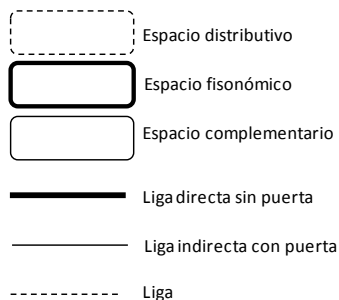 Espacio distributivo
Espacio fisonómico
Espacio complementario
Liga directa sin puerta
Liga indirecta con puerta
Liga